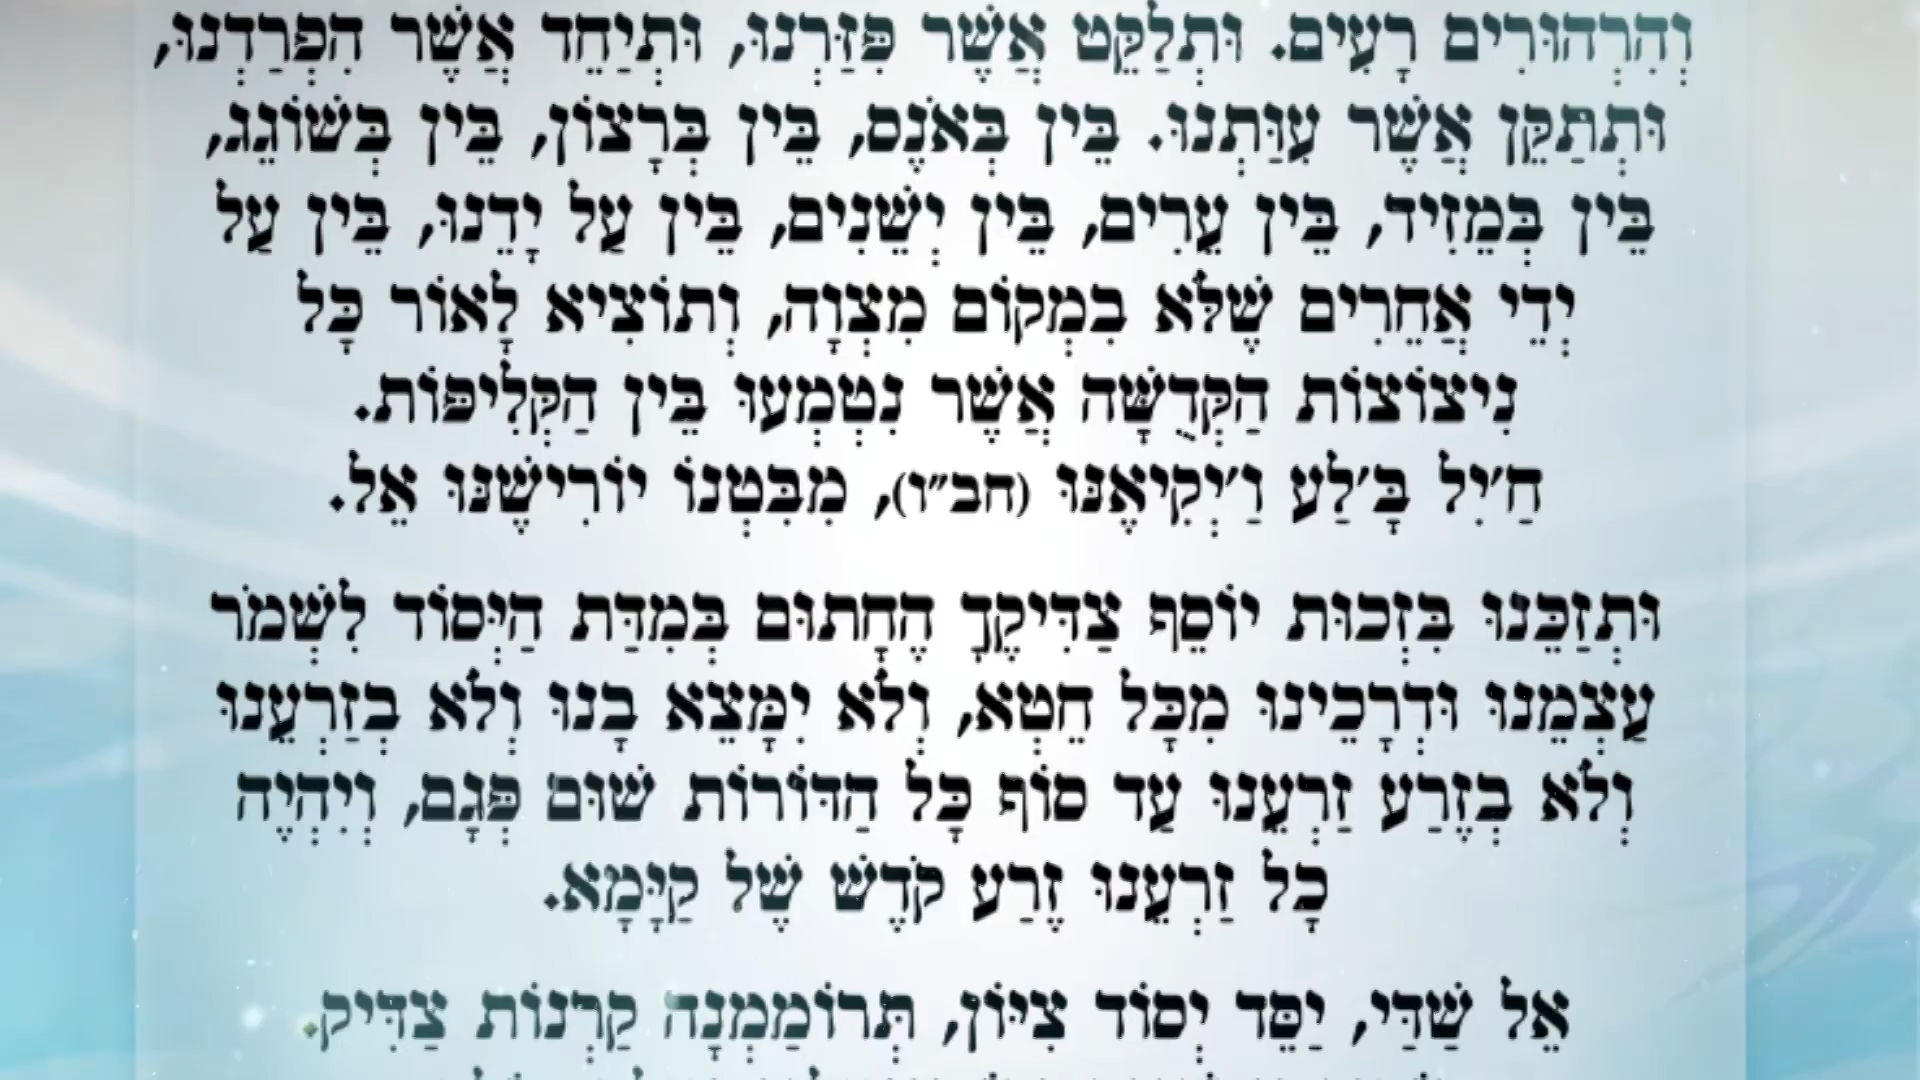 וְהִרְהוּרִים רָעִים. וּתְלַקֵּט אֲשֶׁר פִּזַּרְנוּ, וּתְיַחֵד אֲשֶׁר הִפְרַדְנוּ,
וּתְתַקֵּן אֲשֶׁר עִוַּתְנוּ. בֵּין בְּאֹנֶס, בֵּין בְּרָצוֹן, בֵּין בְּשׁוֹגֵג,
בֵּין בְּמֵזִיד, בֵּין עֵרִים, בֵּין יְשֵׁנִים, בֵּין עַל יָדֵנוּ, בֵּין עַל
יְדֵי אֲחֵרִים שֶׁלֹּא בִמְקוֹם מִצְוָה, וְתוֹצִיא לָאוֹר כָּל
נִיצוֹצוֹת הַקְּדֻשָּׁה אֲשֶׁר נִטְמְעוּ בֵּין הַקְּלִיפּוֹת.
חַ'יִל בָּ'לַע וַ'יְקִיאֶנּוּ (חב"ו), מִבִּטְנוֹ יוֹרִישֶׁנּוּ אֵל.
וּתְזַכֵּנוּ בִּזְכוּת יוֹסֵף צַדִּיקֶךָ הֶחָתוּם בְּמִדַּת הַיְּסוֹד לִשְׁמֹר
עַצְמֵנוּ וּדְרָכֵינוּ מִכָּל חֵטְא, וְלֹא יִמָּצֵא בָנוּ וְלֹא בְזַרְעֵנוּ
וְלֹא בְזֶרַע זַרְעֵנוּ עַד סוֹף כָּל הַדּוֹרוֹת שׁוּם פְּגָם, וְיִהְיֶה
כָל זַרְעֵנוּ זֶרַע קֹדֶשׁ שֶׁל קַיָּמָא.
אֵל שַׁדַּי, יַסֵּד יְסוֹד צִיּוֹן, תְּרוֹמַמְנָה קַרְנוֹת צַדִּיק.